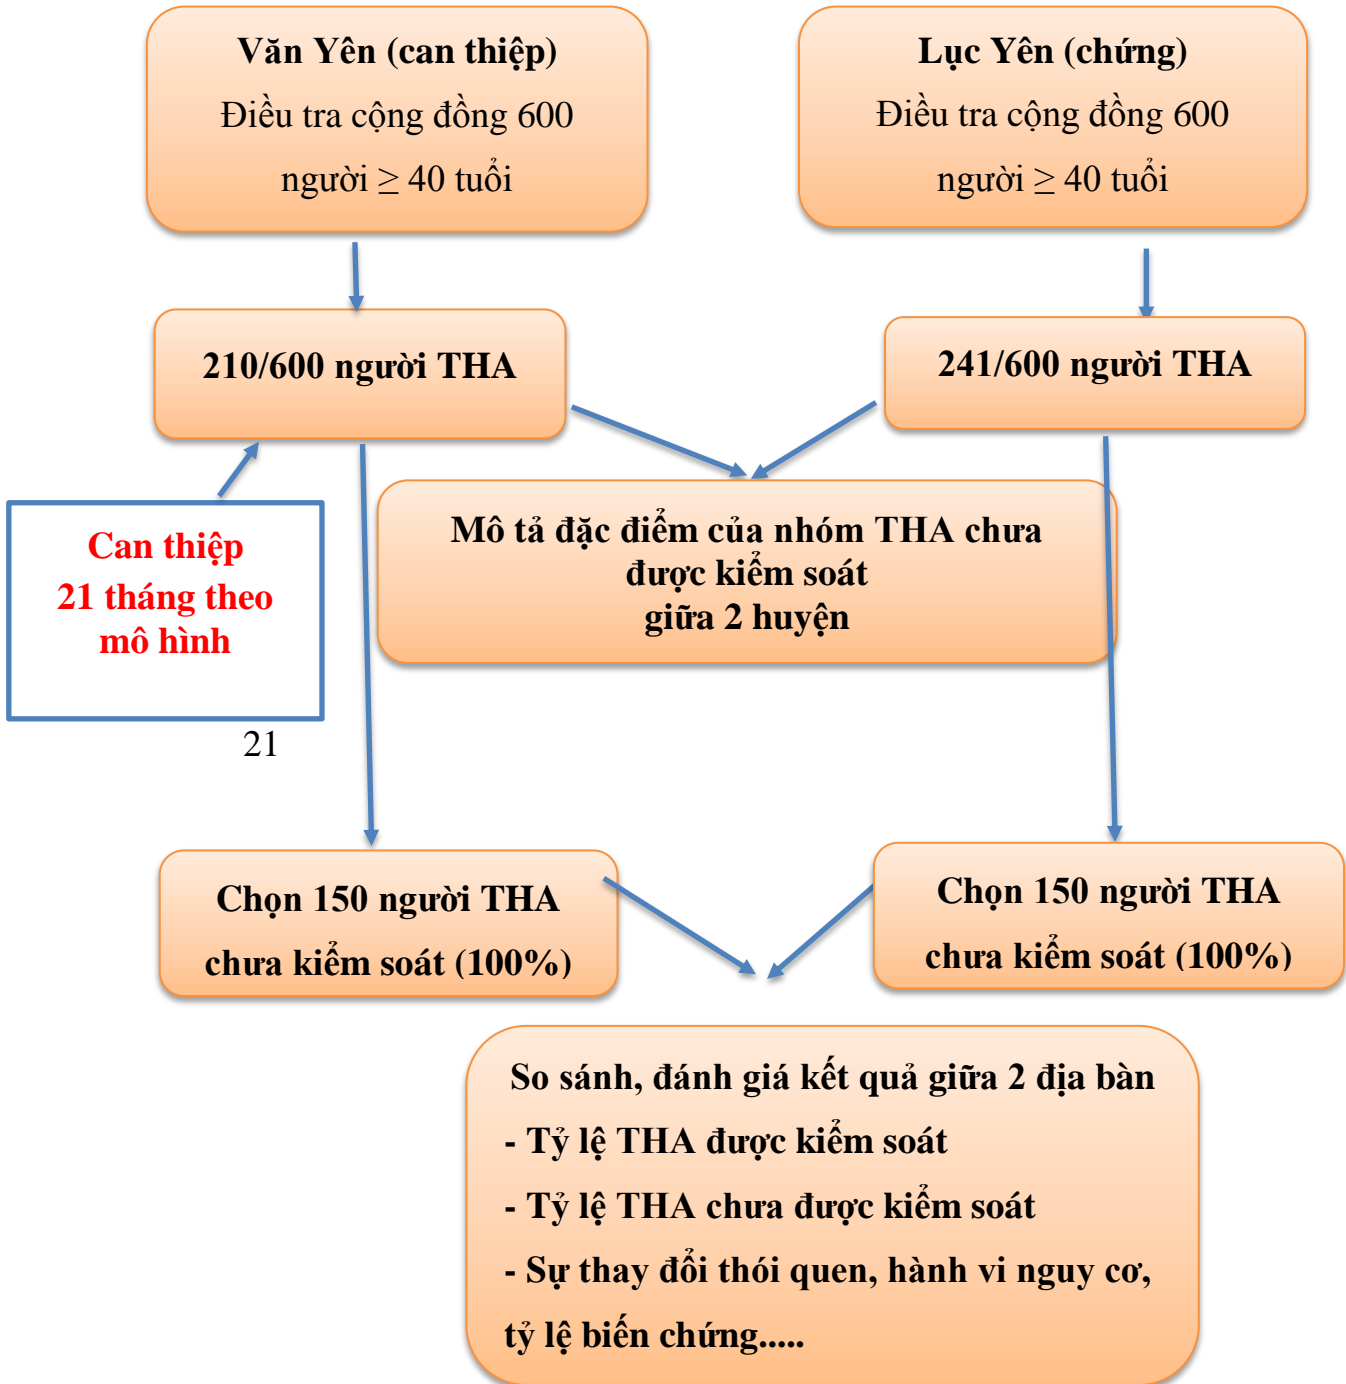 Văn Yên (can thiệp)
Điều tra cộng đồng 600
người ≥ 40 tuổi
Lục Yên (chứng)
Điều tra cộng đồng 600
người ≥ 40 tuổi
210/600 người THA
241/600 người THA
Can thiệp
21 tháng theo
mô hình
Mô tả đặc điểm của nhóm THA chưa
được kiểm soát
giữa 2 huyện
21
Chọn 150 người THA
chưa kiểm soát (100%)
Chọn 150 người THA
chưa kiểm soát (100%)
So sánh, đánh giá kết quả giữa 2 địa bàn
- Tỷ lệ THA được kiểm soát
- Tỷ lệ THA chưa được kiểm soát
- Sự thay đổi thói quen, hành vi nguy cơ,
tỷ lệ biến chứng.....